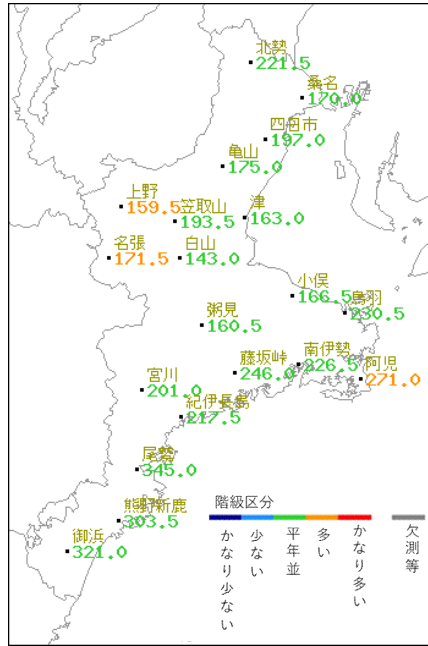 北勢
221.5
桑名
170.0
四日市
197.0
亀山
175.0
上野
159.5
笠取山
193.5
津
163.0
名張
171.5
白山
143.0
小俣
166.5
鳥羽
230.5
粥見
160.5
藤坂峠
246.0
南伊勢
226.5
阿児
271.0
宮川
201.0
紀伊長島
217.5
尾鷲
345.0
熊野新鹿
303.5
御浜
321.0
階級区分
かなり少ない
少ない
平年並
多い
かなり多い
欠測等